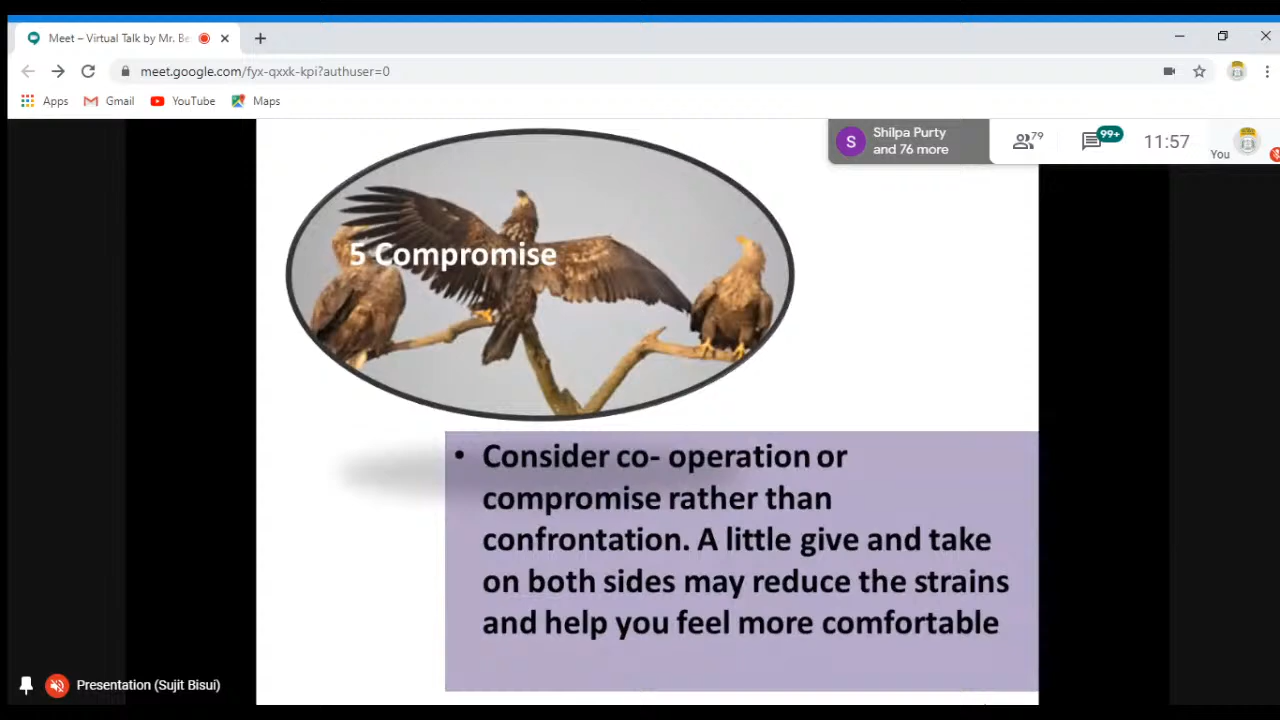 Meet – Virtual Talk by Mr. Be
meet.google.com/fyx-qxxk-kpi?authuser=0
Apps
Gmail
YouTube
Maps
S
Shilpa Purty
and 76 more
79
99+
11:57
You
5 Compromise
• Consider co- operation or
compromise rather than
confrontation. A little give and take
on both sides may reduce the strains
and help you feel more comfortable
Presentation (Sujit Bisui)